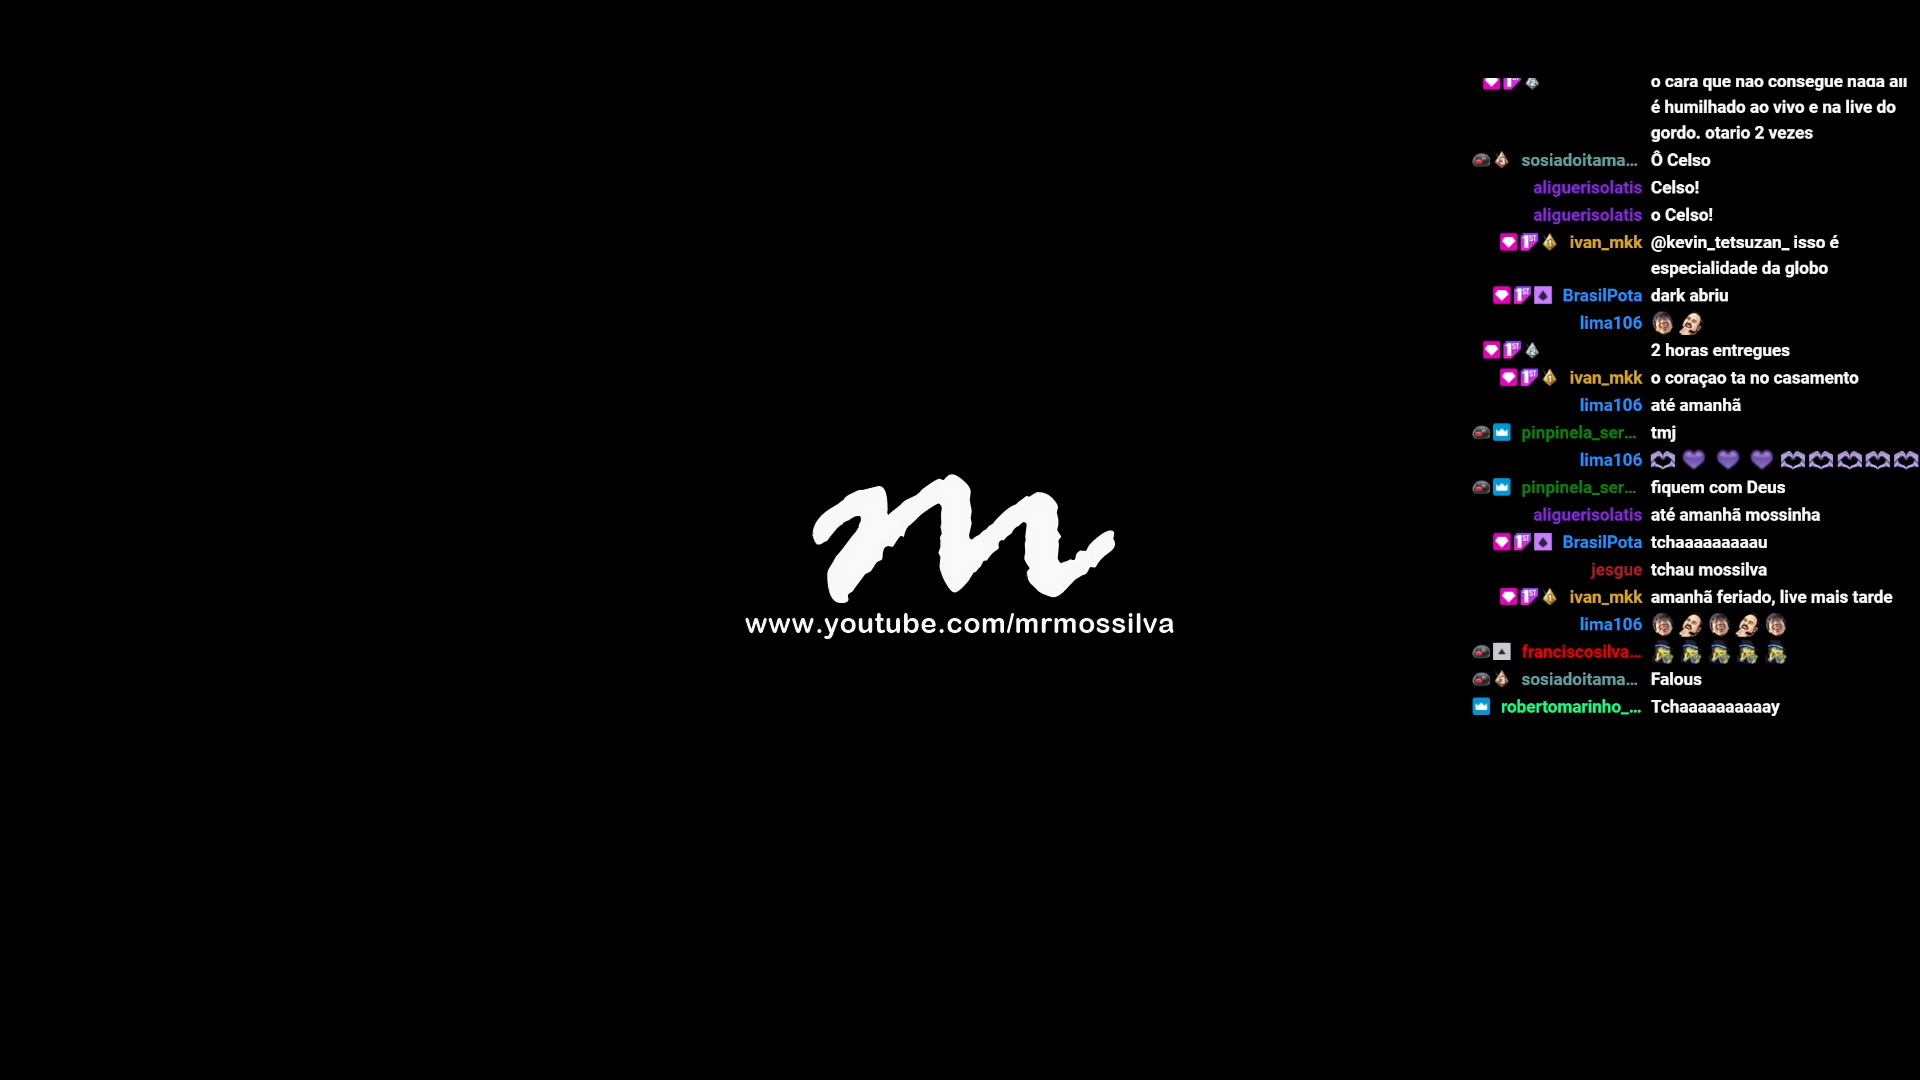 o cara que não consegue nada ali
é humilhado ao vivo e na live do
gordo. otario 2 vezes
sosiadoitama... Ô Celso
aliguerisolatis Celso!
aliguerisolatis o Celso!
ivan_mkk @kevin_tetsuzan_ isso é
especialidade da globo
BrasilPota dark abriu
lima106
2 horas entregues
ivan_mkk o coraçao ta no casamento
lima106 até amanhã
pinpinela_ser... tmj
lima106
pinpinela_ser... fiquem com Deus
aliguerisolatis até amanhã mossinha
BrasilPota tchaaaaaaaaau
jesgue tchau mossilva
ivan_mkk amanhã feriado, live mais tarde
lima106
franciscosilva...
sosiadoitama... Falous
robertomarinho_... Tchaaaaaaaaaay
m
www.youtube.com/mrmossilva